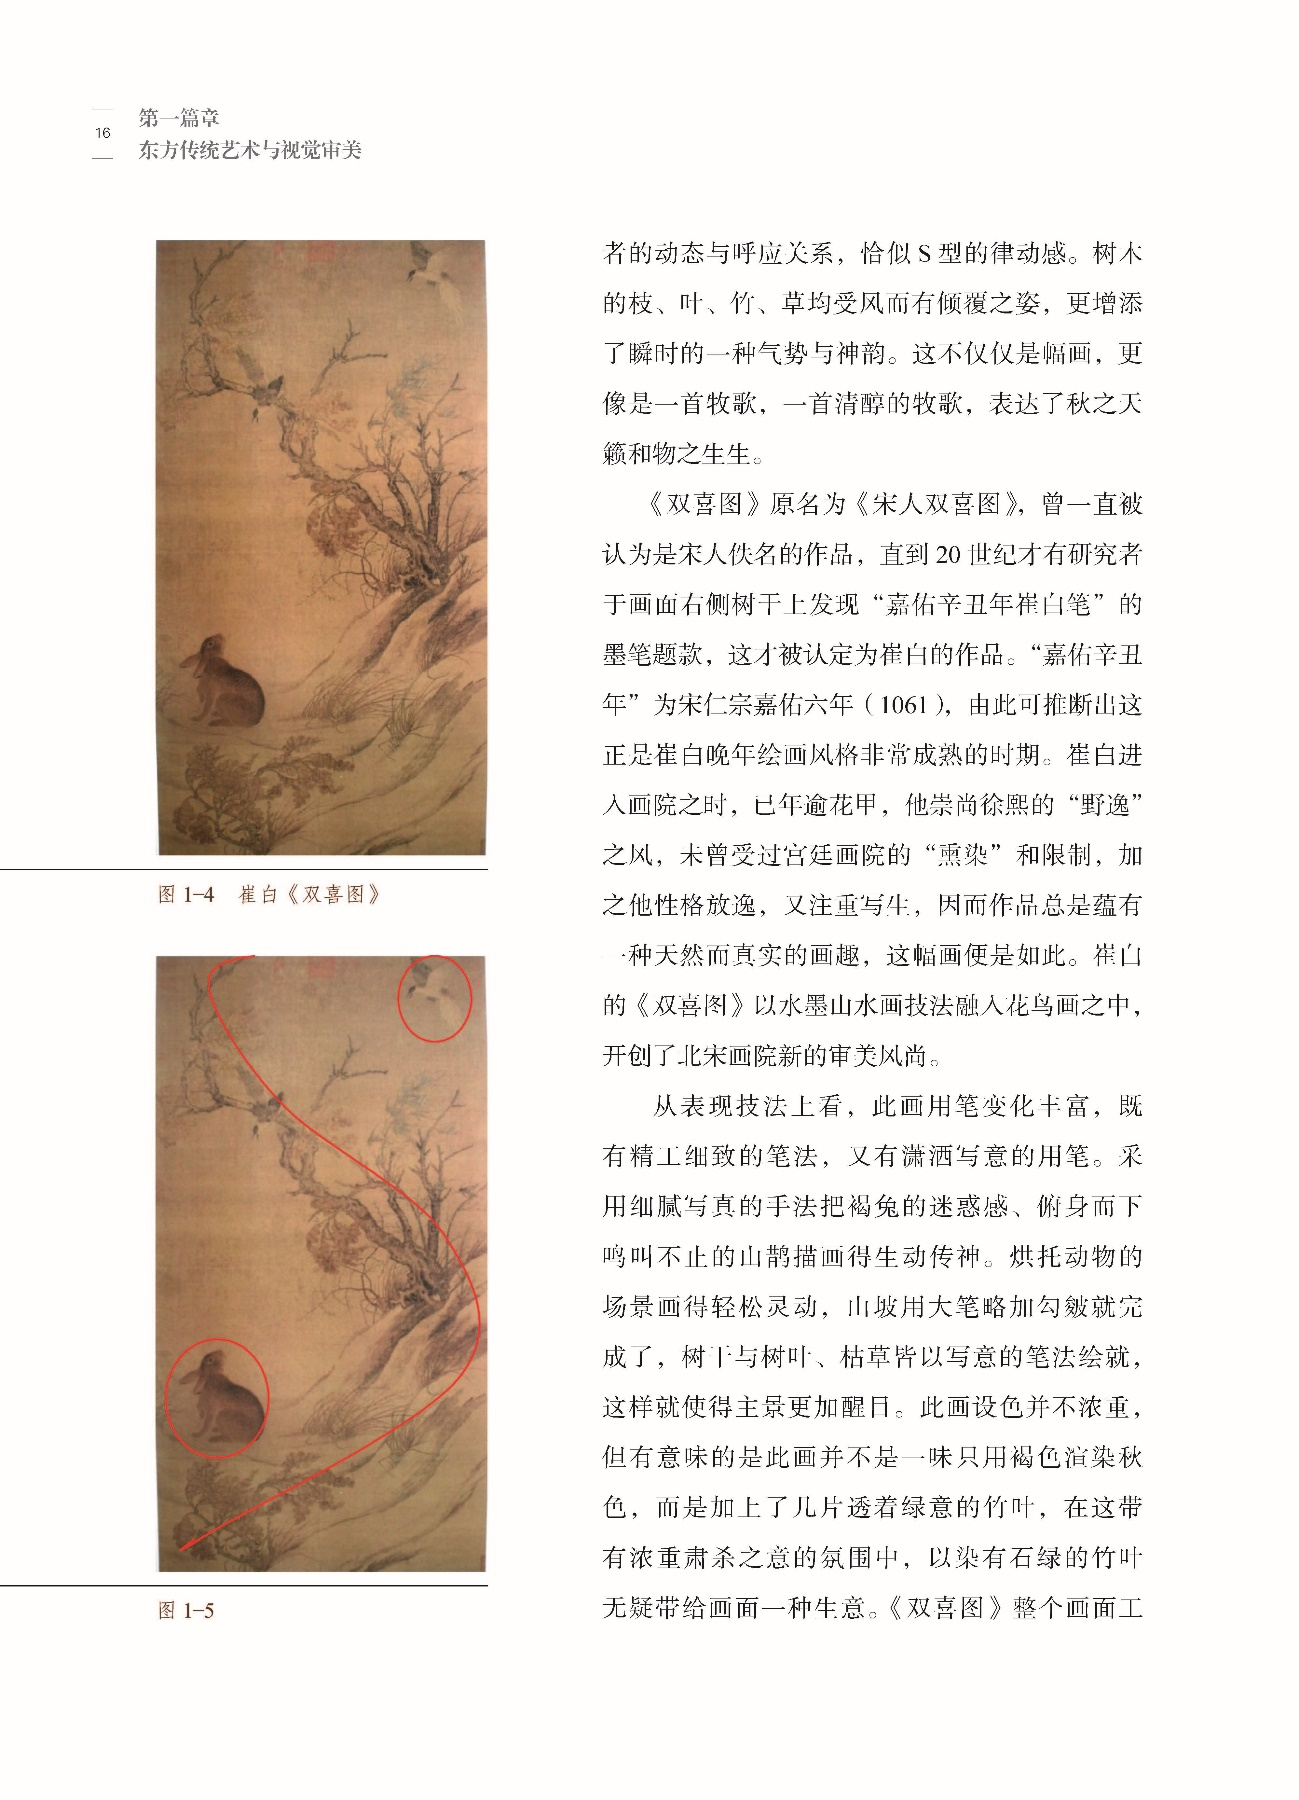 16
第一篇章
东方传统艺术与视觉审美
图 1-4 崔白《双喜图》
图 1-5
者的动态与呼应关系，恰似 S 型的律动感。树木
的枝、叶、竹、草均受风而有倾覆之姿，更增添
了瞬时的一种气势与神韵。这不仅仅是幅画，更
像是一首牧歌，一首清醇的牧歌，表达了秋之天
籁和物之生生。
《双喜图》原名为《宋人双喜图》，曾一直被
认为是宋人佚名的作品，直到 20 世纪才有研究者
于画面右侧树干上发现“嘉佑辛丑年崔白笔”的
墨笔题款，这才被认定为崔白的作品。“嘉佑辛丑
年”为宋仁宗嘉佑六年（1061），由此可推断出这
正是崔白晚年绘画风格非常成熟的时期。崔白进
入画院之时，已年逾花甲，他崇尚徐熙的“野逸”
之风，未曾受过宫廷画院的“熏染”和限制，加
之他性格放逸，又注重写生，因而作品总是蕴有
一种天然而真实的画趣，这幅画便是如此。崔白
的《双喜图》以水墨山水画技法融入花鸟画之中，
开创了北宋画院新的审美风尚。
从表现技法上看，此画用笔变化丰富，既
有精工细致的笔法，又有潇洒写意的用笔。采
用细腻写真的手法把褐兔的迷惑感、俯身而下
鸣叫不止的山鹊描画得生动传神。烘托动物的
场景画得轻松灵动，山坡用大笔略加勾皴就完
成了，树干与树叶、枯草皆以写意的笔法绘就，
这样就使得主景更加醒目。此画设色并不浓重，
但有意味的是此画并不是一味只用褐色渲染秋
色，而是加上了几片透着绿意的竹叶，在这带
有浓重肃杀之意的氛围中，以染有石绿的竹叶
无疑带给画面一种生意。《双喜图》整个画面工